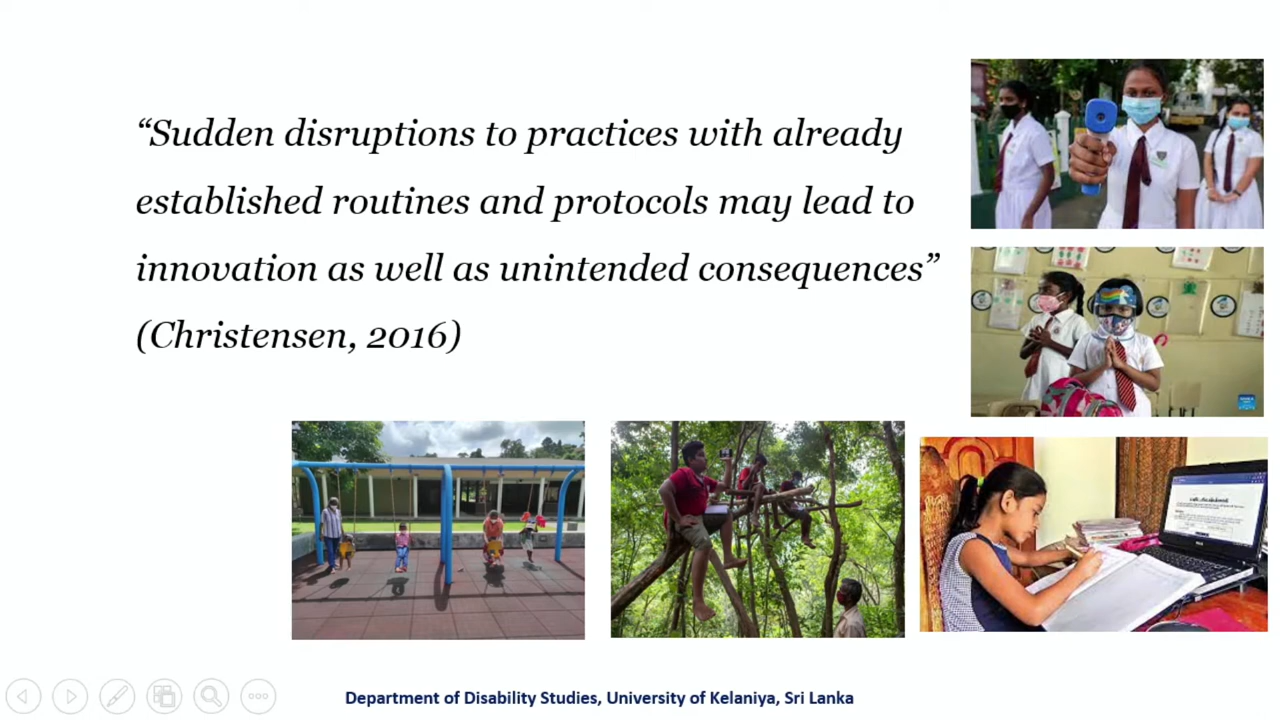 “Sudden disruptions to practices with already
established routines and protocols may lead to
innovation as well as unintended consequences”
(Christensen, 2016)
Department of Disability Studies, University of Kelaniya, Sri Lanka